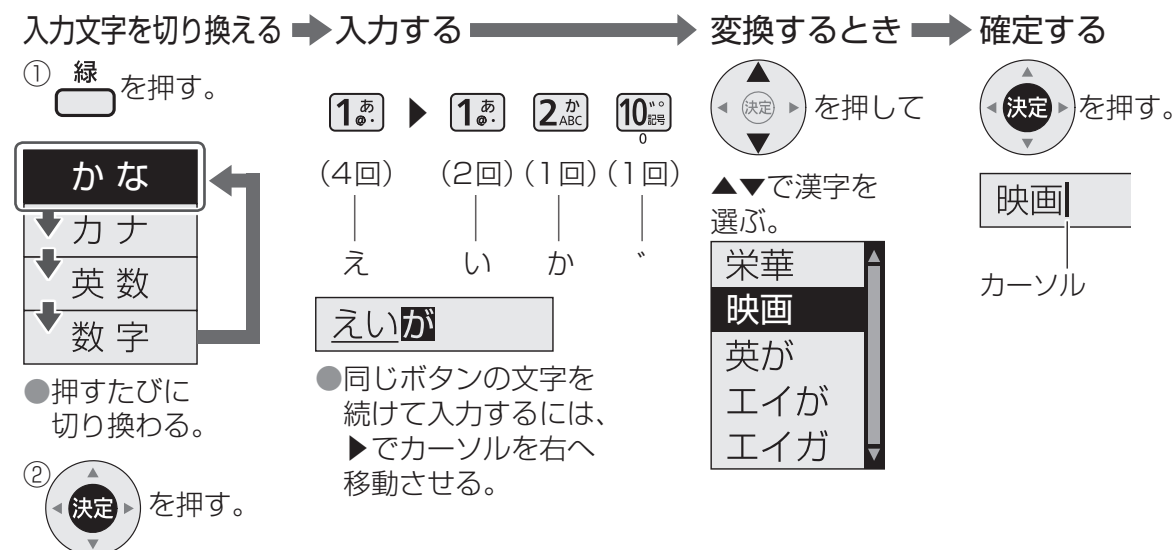 入力文字を切り換える
① 緑 を押す。
かな
カナ
英数
数字
●押すたびに
切り換わる。
② 決定 を押す。
入力する
1 あ @. ▶ 1 あ @. 2 か ABC 10 ゛゜ 記号 0
(4回) (2回) (1回) (1回)
え い か ゛
えいが
●同じボタンの文字を
続けて入力するには、
▶でカーソルを右へ
移動させる。
変換するとき
決定 を押して
▲▼で漢字を
選ぶ。
栄華
映画
英が
エイが
エイガ
確定する
決定 を押す。
映画
カーソル